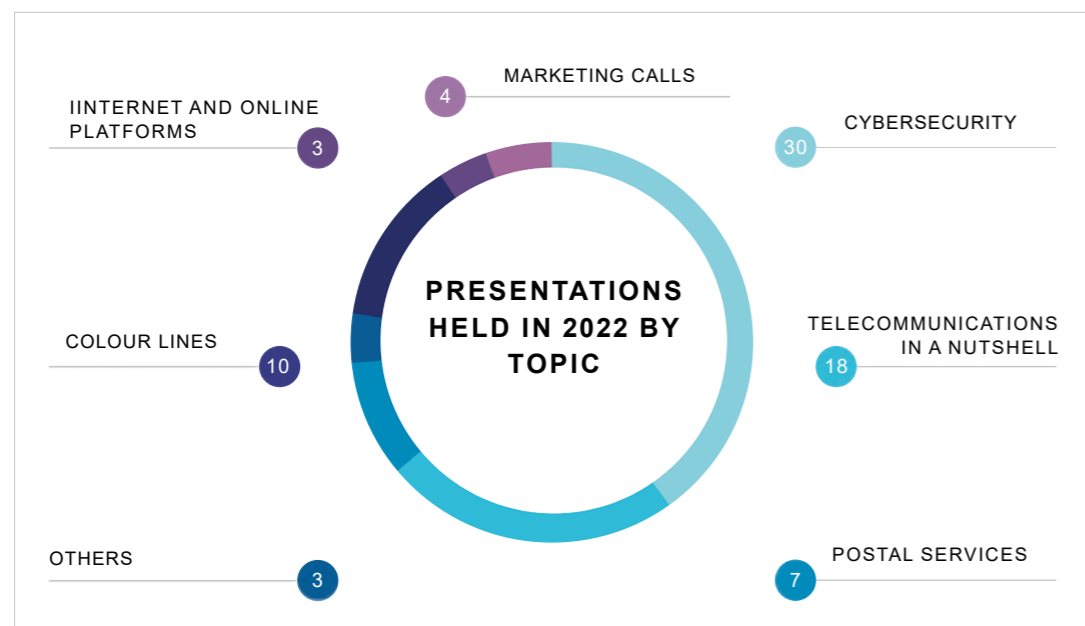 MARKETING CALLS
4
IINTERNET AND ONLINE
PLATFORMS
3
CYBERSECURITY
30
PRESENTATIONS
HELD IN 2022 BY
TOPIC
COLOUR LINES
10
TELECOMMUNICATIONS
IN A NUTSHELL
18
OTHERS
3
POSTAL SERVICES
7